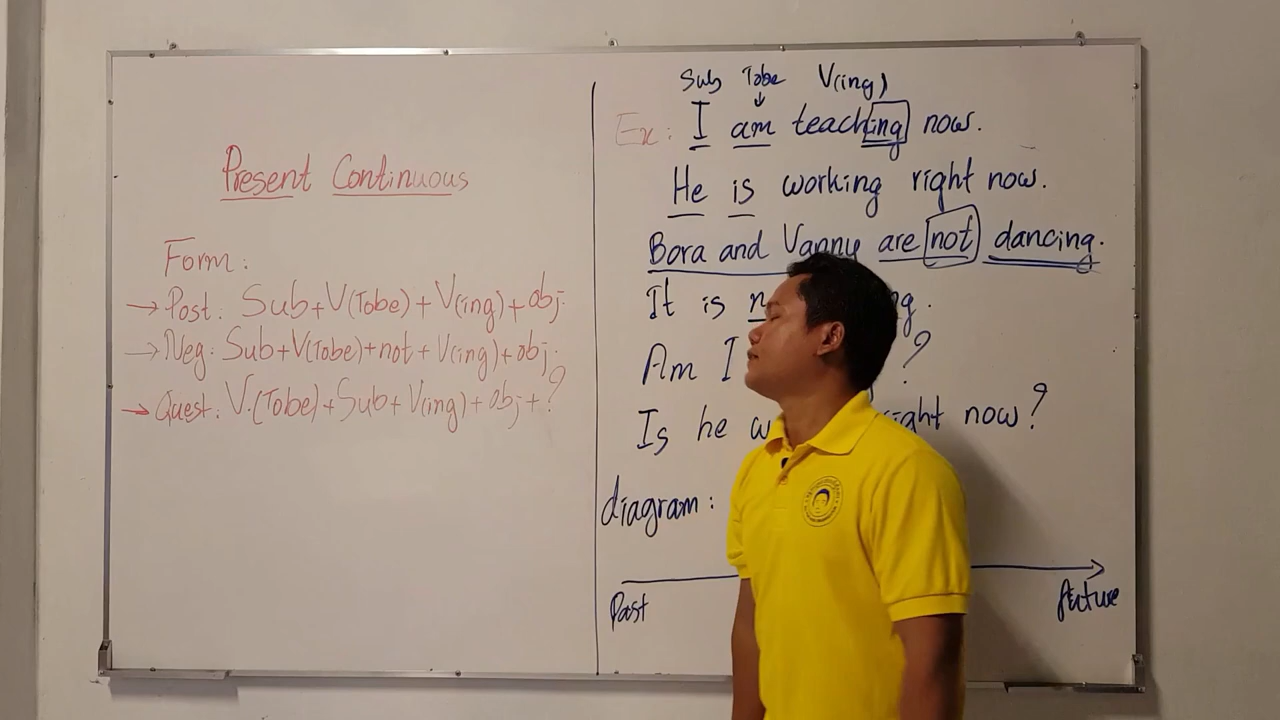 Present Continuous
Form:
→ Post: Sub+V(Tobe)+V(ing)+obj.
→ Neg: Sub+V(Tobe)+not+V(ing)+obj.
→ Quest: V.(Tobe)+Sub+V(ing)+obj+?
Sub Tobe V(ing)
Ex: I am teaching now.
He is working right now.
Bora and Vanny are not dancing.
It is
Am I ?
Is he right now?
diagram:
Past future